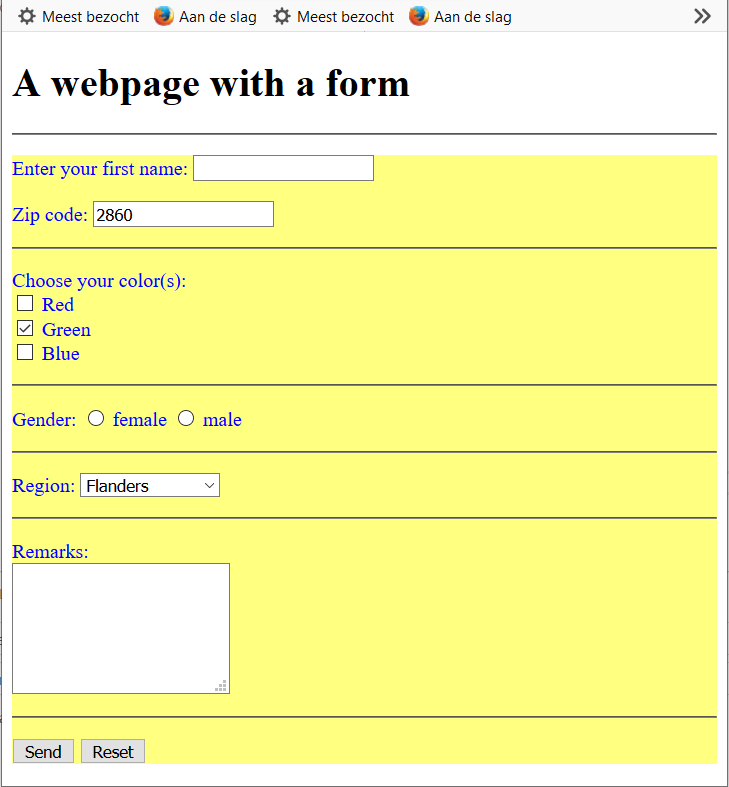 Meest bezocht Aan de slag Meest bezocht Aan de slag
A webpage with a form
Enter your first name:
Zip code: 2860
Choose your color(s):
Red
Green
Blue
Gender: female male
Region: Flanders
Remarks:
Send Reset